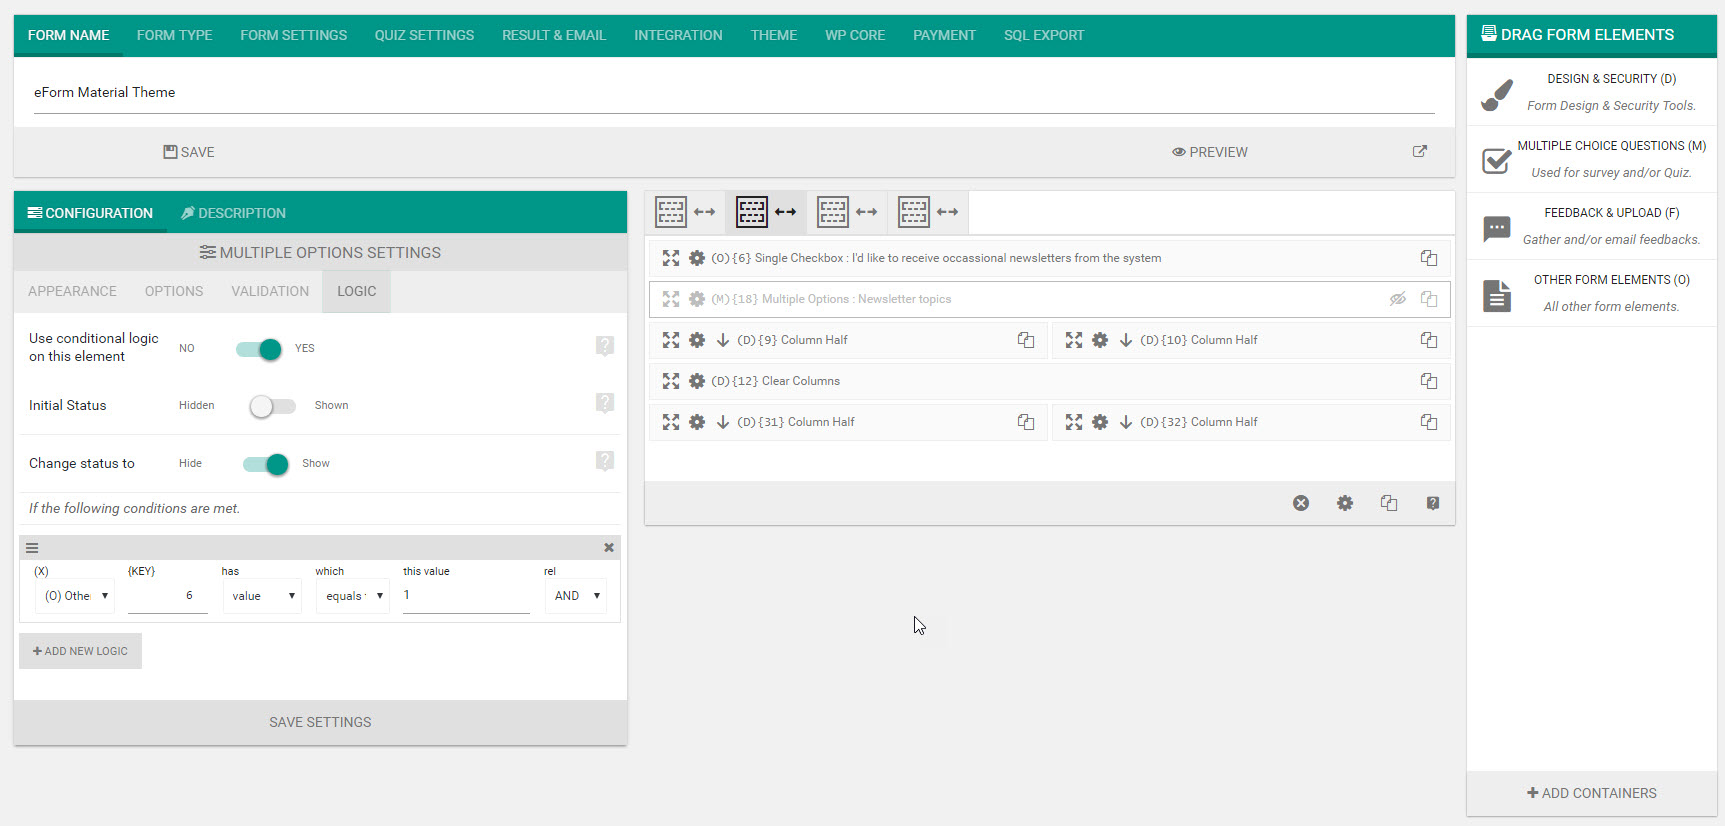 FORM NAME FORM TYPE FORM SETTINGS QUIZ SETTINGS RESULT & EMAIL INTEGRATION THEME WP CORE PAYMENT SQL EXPORT
eForm Material Theme
SAVE PREVIEW
CONFIGURATION DESCRIPTION
MULTIPLE OPTIONS SETTINGS
APPEARANCE OPTIONS VALIDATION LOGIC
Use conditional logic
on this element
NO YES
Initial Status Hidden Shown
Change status to Hide Show
If the following conditions are met.
(X) {KEY} has which this value rel
(O) Othe 6 value equals 1 AND
ADD NEW LOGIC
SAVE SETTINGS
(O){6} Single Checkbox : I'd like to receive occassional newsletters from the system
(M){18} Multiple Options : Newsletter topics
(D){9} Column Half (D){10} Column Half
(D){12} Clear Columns
(D){31} Column Half (D){32} Column Half
DRAG FORM ELEMENTS
DESIGN & SECURITY (D)
Form Design & Security Tools.
MULTIPLE CHOICE QUESTIONS (M)
Used for survey and/or Quiz.
FEEDBACK & UPLOAD (F)
Gather and/or email feedbacks.
OTHER FORM ELEMENTS (O)
All other form elements.
ADD CONTAINERS